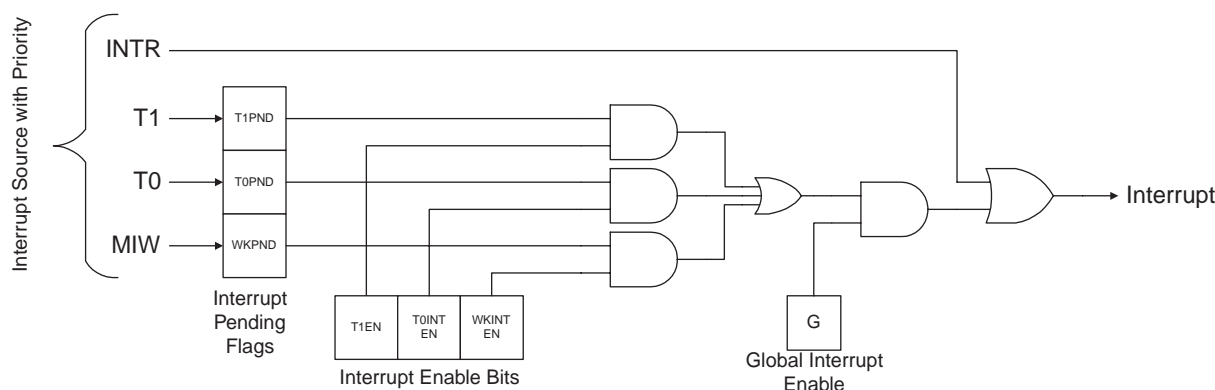 Interrupt Source with Priority
INTR
T1
T1PND
T0
T0PND
MIW
WKPND
Interrupt
Pending
Flags
T1EN
T0INT
EN
WKINT
EN
Interrupt Enable Bits
G
Global Interrupt
Enable
Interrupt